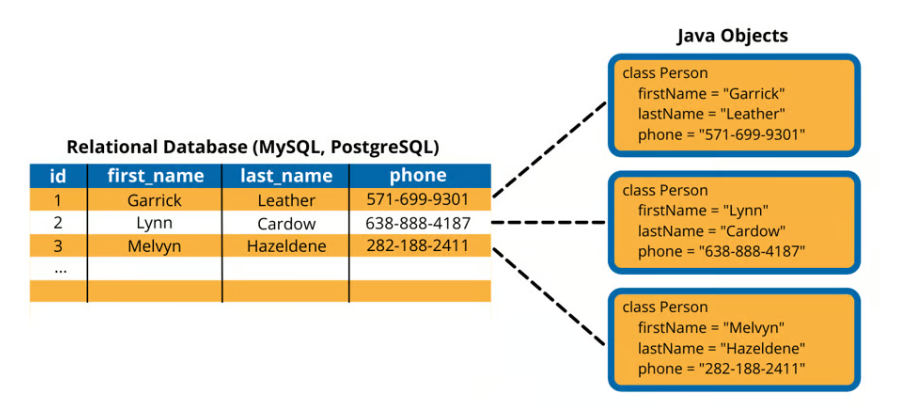 Java Objects
class Person
firstName = "Garrick"
lastName = "Leather"
phone = "571-699-9301"
Relational Database (MySQL, PostgreSQL)
id first_name last_name phone
1 Garrick Leather 571-699-9301
2 Lynn Cardow 638-888-4187
3 Melvyn Hazeldene 282-188-2411
...
class Person
firstName = "Lynn"
lastName = "Cardow"
phone = "638-888-4187"
class Person
firstName = "Melvyn"
lastName = "Hazeldene"
phone = "282-188-2411"